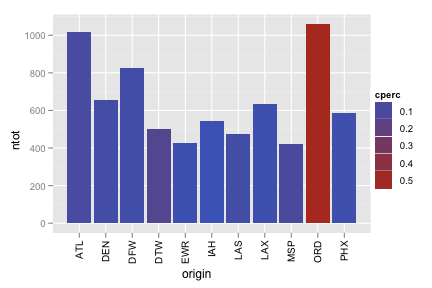 ntot
1000
800
600
400
200
0
ATL
DEN
DFW
DTW
EWR
IAH
LAS
LAX
MSP
ORD
PHX
origin
cperc
0.1
0.2
0.3
0.4
0.5